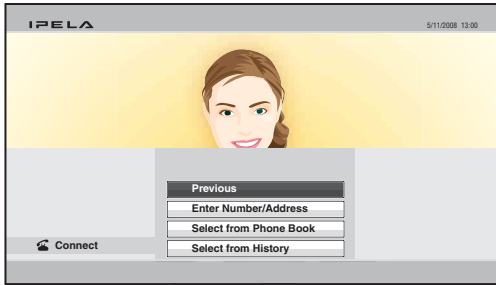 IPELA
5/11/2008 13:00
Previous
Enter Number/Address
Select from Phone Book
Connect
Select from History